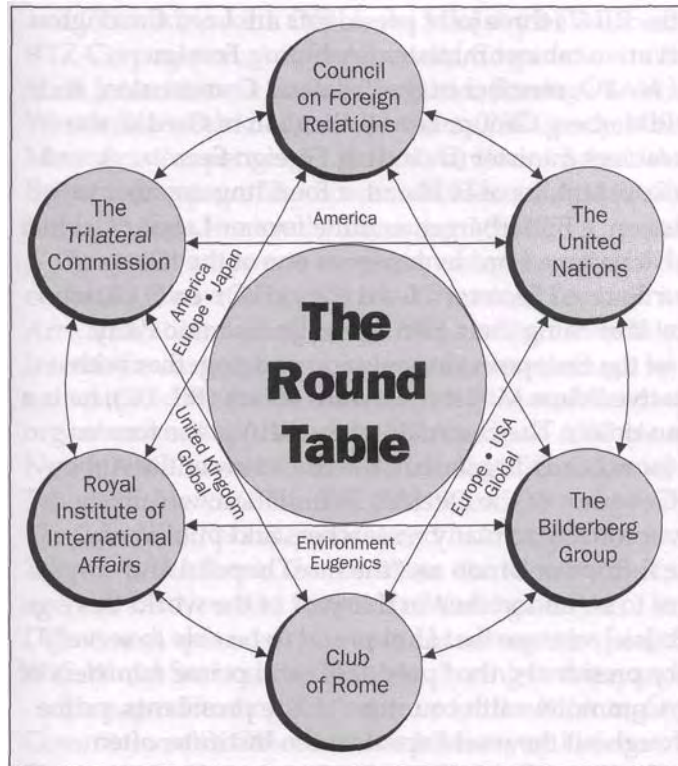 Council
on Foreign
Relations
The
Trilateral
Commission
America
The
United
Nations
America
Europe • Japan
The
Round
Table
United Kingdom
Global
Europe • USA
Global
Royal
Institute of
International
Affairs
Environment
Eugenics
The
Bilderberg
Group
Club
of Rome